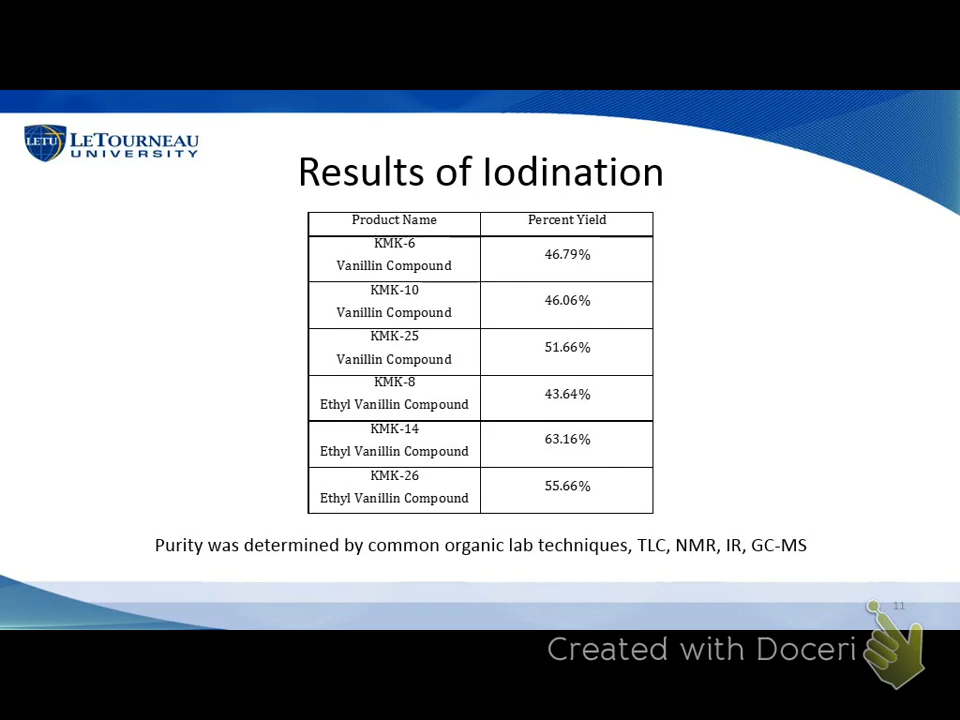 LETU LETOURNEAU
UNIVERSITY
Results of Iodination
Product Name Percent Yield
KMK-6
Vanillin Compound 46.79%
KMK-10
Vanillin Compound 46.06%
KMK-25
Vanillin Compound 51.66%
KMK-8
Ethyl Vanillin Compound 43.64%
KMK-14
Ethyl Vanillin Compound 63.16%
KMK-26
Ethyl Vanillin Compound 55.66%
Purity was determined by common organic lab techniques, TLC, NMR, IR, GC-MS
11
Created with Doceri